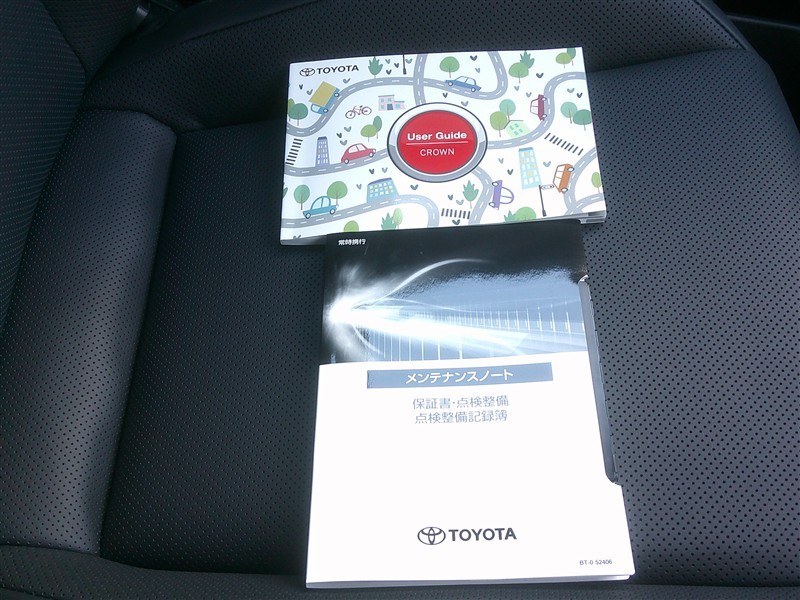 TOYOTA
User Guide
CROWN
常時携行
メンテナンスノート
保証書・点検整備
点検整備記録簿
TOYOTA
BT-0 S2406